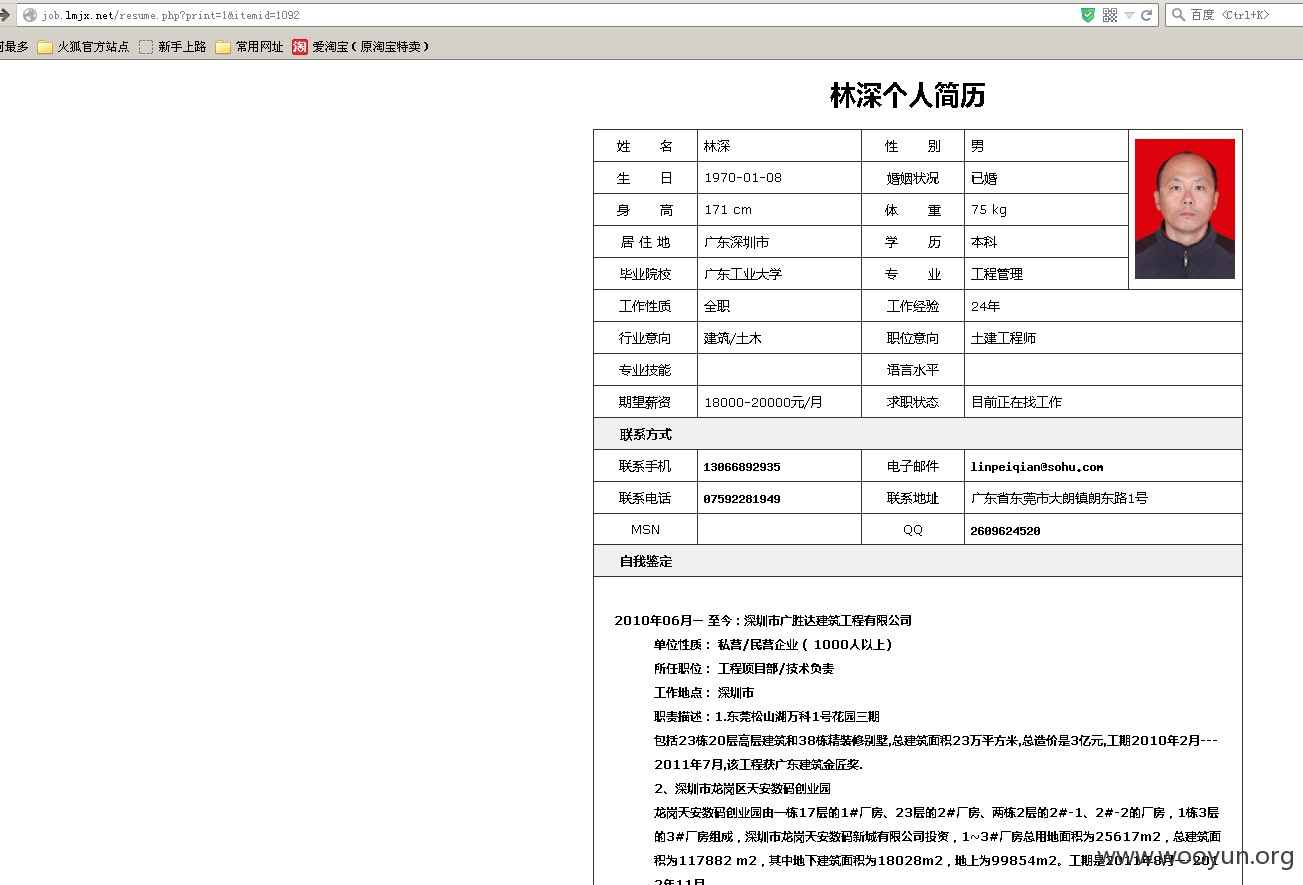 job.lmjx.net/resume.php?print=1&itemid=1092
百度 <Ctrl+K>
问最多 火狐官方站点 新手上路 常用网址 淘 爱淘宝（原淘宝特卖）
林深个人简历
姓 名 林深 性 别 男
生 日 1970-01-08 婚姻状况 已婚
身 高 171 cm 体 重 75 kg
居 住 地 广东深圳市 学 历 本科
毕业院校 广东工业大学 专 业 工程管理
工作性质 全职 工作经验 24年
行业意向 建筑/土木 职位意向 土建工程师
专业技能 语言水平
期望薪资 18000-20000元/月 求职状态 目前正在找工作
联系方式
联系手机 13066892935 电子邮件 linpeiqian@sohu.com
联系电话 07592281949 联系地址 广东省东莞市大朗镇朗东路1号
MSN QQ 2609624520
自我鉴定
2010年06月— 至今：深圳市广胜达建筑工程有限公司
单位性质： 私营/民营企业（ 1000人以上）
所任职位： 工程项目部/技术负责
工作地点： 深圳市
职责描述：1.东莞松山湖万科1号花园三期
包括23栋20层高层建筑和38栋精装修别墅,总建筑面积23万平方米,总造价是3亿元,工期2010年2月---
2011年7月,该工程获广东建筑金匠奖.
2、深圳市龙岗区天安数码创业园
龙岗天安数码创业园由一栋17层的1#厂房、23层的2#厂房、两栋2层的2#-1、2#-2的厂房，1栋3层
的3#厂房组成，深圳市龙岗天安数码新城有限公司投资，1~3#厂房总用地面积为25617m2，总建筑面
积为117882 m2，其中地下建筑面积为18028m2，地上为99854m2。工期是2011年8月— 201
2年11月
www.wooyun.org